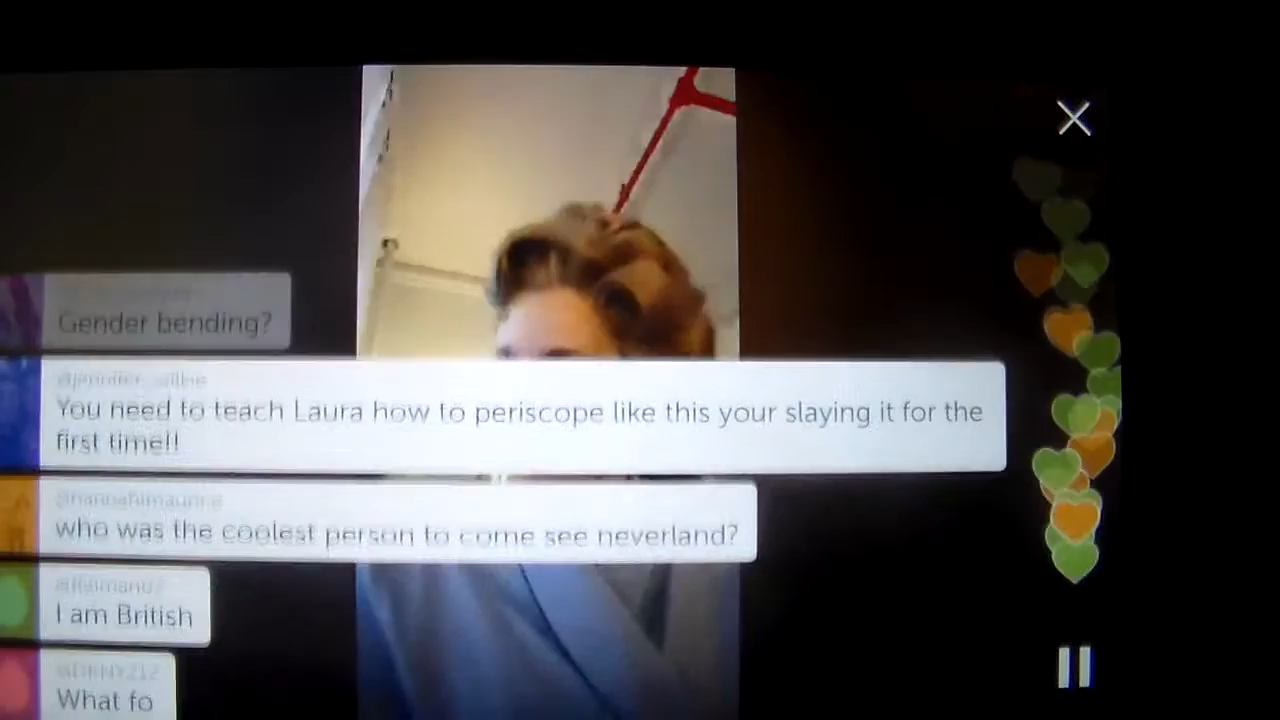 Gender bending?
You need to teach Laura how to periscope like this your slaying it for the
first time!!
who was the coolest person to come see neverland?
I am British
@DKNY212
What fo